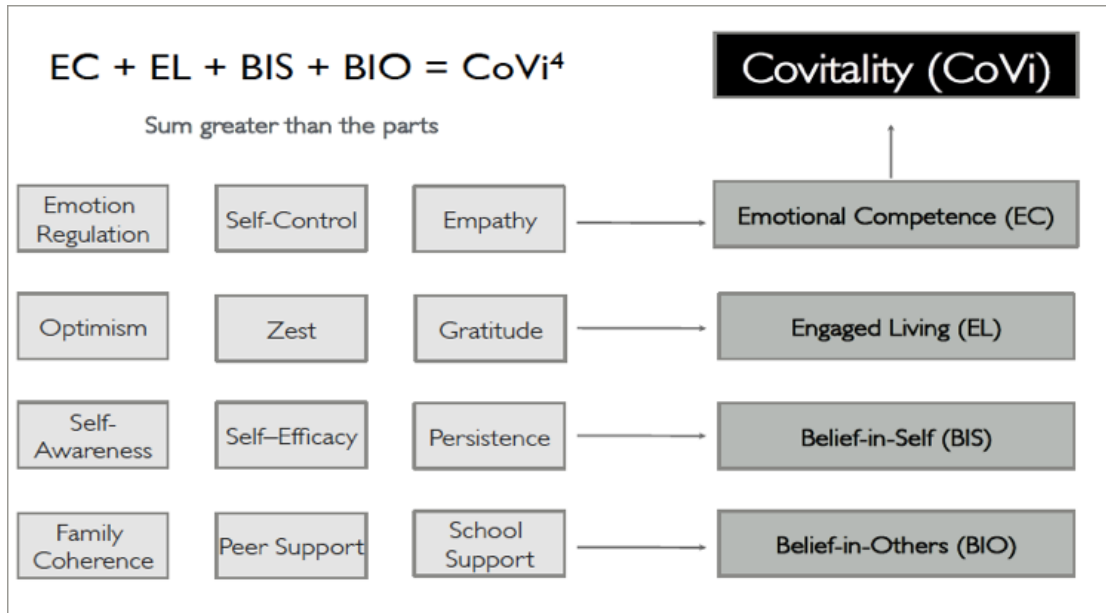 EC + EL + BIS + BIO = CoVi⁴
Covitality (CoVi)
Sum greater than the parts
Emotion
Regulation
Self-Control
Empathy
Emotional Competence (EC)
Optimism
Zest
Gratitude
Engaged Living (EL)
Self-
Awareness
Self–Efficacy
Persistence
Belief-in-Self (BIS)
Family
Coherence
Peer Support
School
Support
Belief-in-Others (BIO)